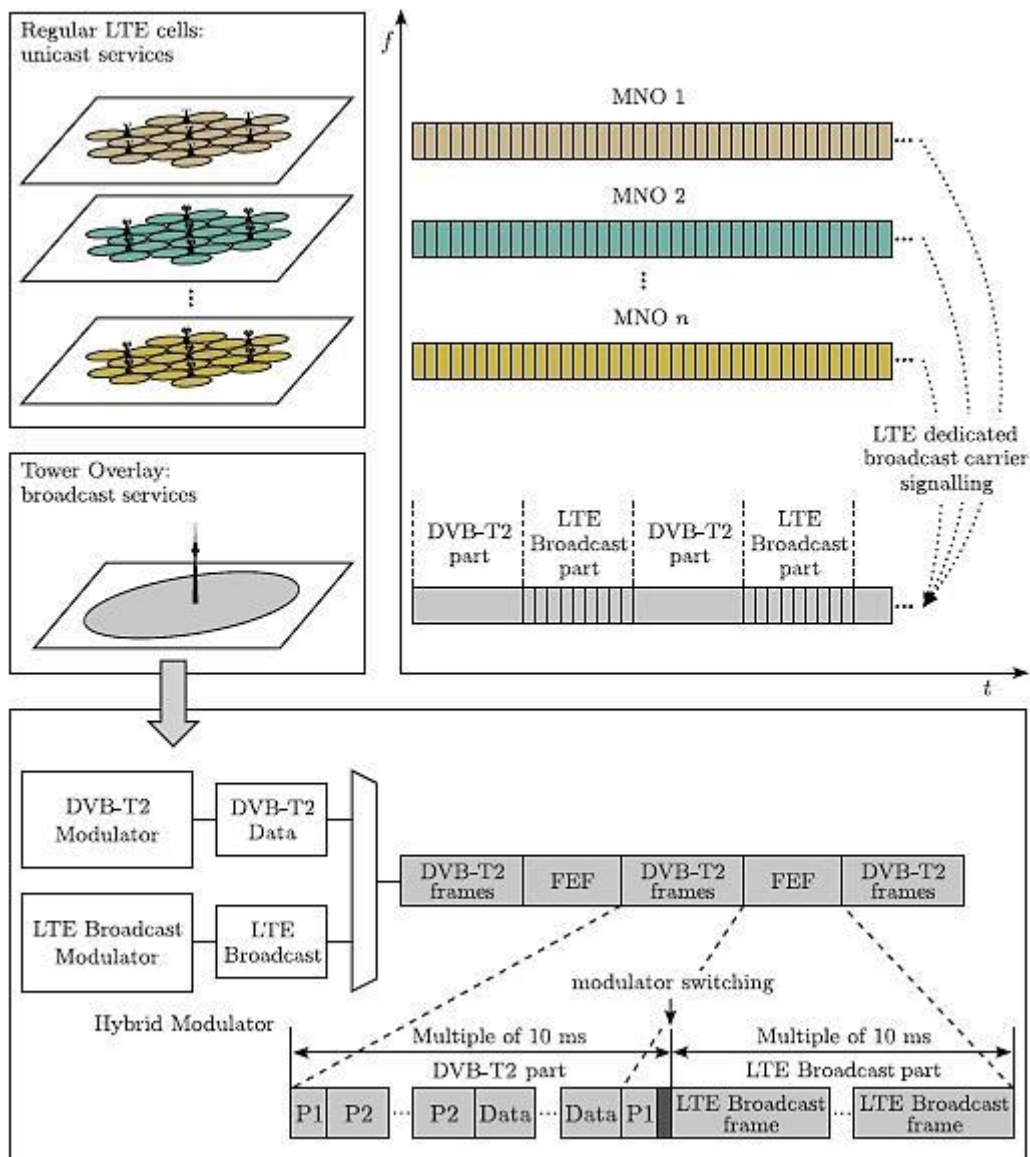 Regular LTE cells:
unicast services
f
MNO 1
...
MNO 2
...
⋮
⋮
MNO n
...
LTE dedicated
broadcast carrier
signalling
Tower Overlay:
broadcast services
DVB-T2
part
LTE
Broadcast
part
DVB-T2
part
LTE
Broadcast
part
...
t
DVB-T2
Modulator
DVB-T2
Data
LTE Broadcast
Modulator
LTE
Broadcast
DVB-T2
frames
FEF
DVB-T2
frames
FEF
DVB-T2
frames
modulator switching
Hybrid Modulator
Multiple of 10 ms
Multiple of 10 ms
DVB-T2 part
LTE Broadcast part
P1 P2 ... P2 Data ... Data P1
LTE Broadcast
frame
...
LTE Broadcast
frame